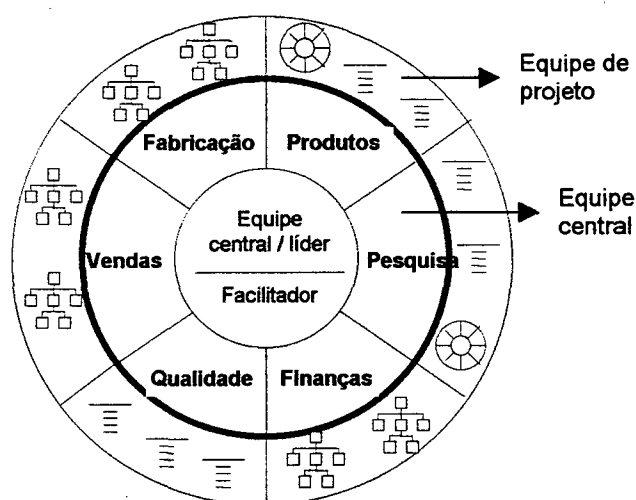 Equipe de
projeto
Fabricação
Produtos
Equipe
central
Equipe
central / líder
Vendas
Pesquisa
Facilitador
Qualidade
Finanças